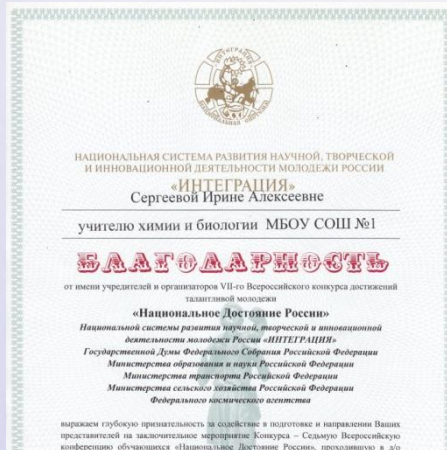 НАЦИОНАЛЬНАЯ СИСТЕМА РАЗВИТИЯ НАУЧНОЙ, ТВОРЧЕСКОЙ
И ИННОВАЦИОННОЙ ДЕЯТЕЛЬНОСТИ МОЛОДЕЖИ РОССИИ
«ИНТЕГРАЦИЯ»
Сергеевой Ирине Алексеевне
учителю химии и биологии МБОУ СОШ №1
БЛАГОДАРНОСТЬ
от имени учредителей и организаторов VII-го Всероссийского конкурса достижений
талантливой молодежи
«Национальное Достояние России»
Национальной системы развития научной, творческой и инновационной
деятельности молодежи России «ИНТЕГРАЦИЯ»
Государственной Думы Федерального Собрания Российской Федерации
Министерства образования и науки Российской Федерации
Министерства транспорта Российской Федерации
Министерства сельского хозяйства Российской Федерации
Федерального космического агентства
выражаем глубокую признательность за содействие в подготовке и направлении Ваших
представителей на заключительное мероприятие Конкурса – Седьмую Всероссийскую
конференцию обучающихся «Национальное Достояние России», проходившую в д/о